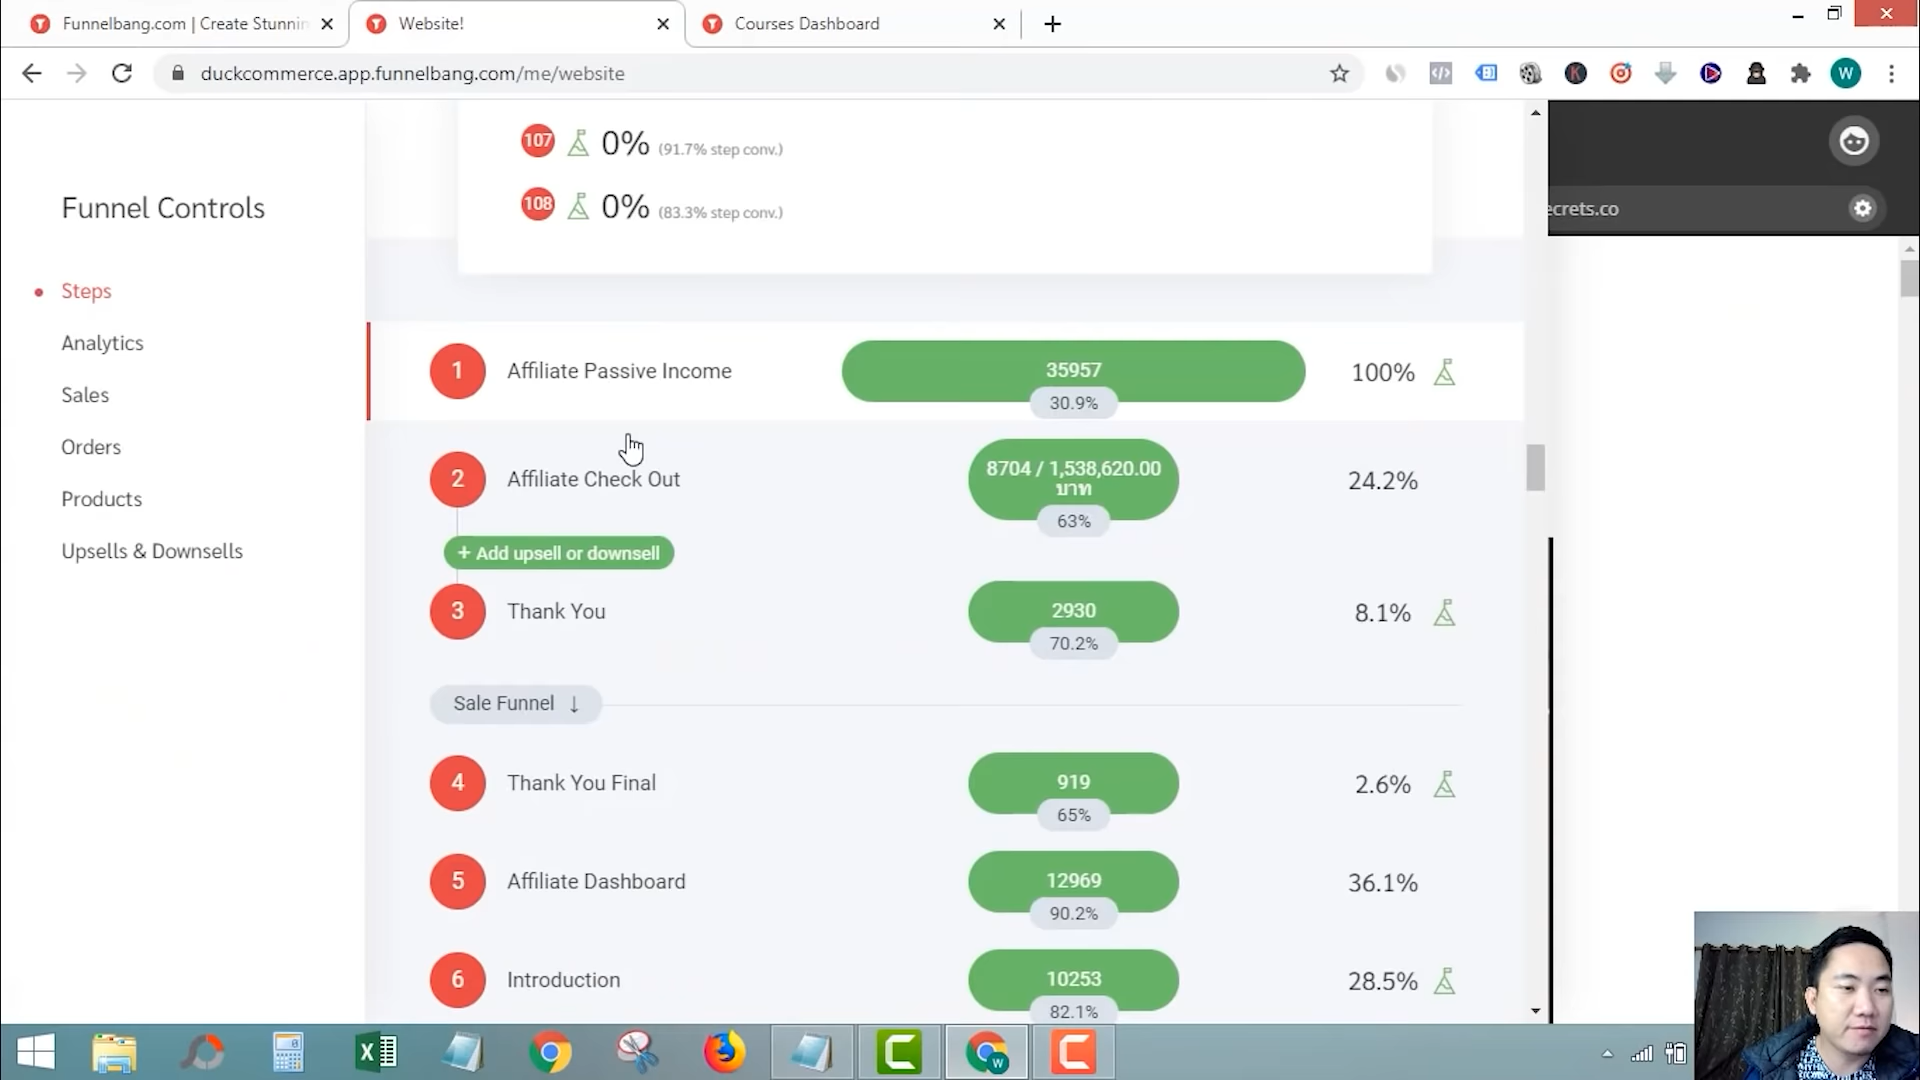 Funnelbang.com | Create Stunnin
Website!
Courses Dashboard
duckcommerce.app.funnelbang.com/me/website
W
107
0% (91.7% step conv.)
108
0% (83.3% step conv.)
ecrets.co
Funnel Controls
Steps
Analytics
Sales
Orders
Products
Upsells & Downsells
1
Affiliate Passive Income
35957
30.9%
100%
2
Affiliate Check Out
8704 / 1,538,620.00
บาท
63%
24.2%
+ Add upsell or downsell
3
Thank You
2930
70.2%
8.1%
Sale Funnel ↓
4
Thank You Final
919
65%
2.6%
5
Affiliate Dashboard
12969
90.2%
36.1%
6
Introduction
10253
82.1%
28.5%